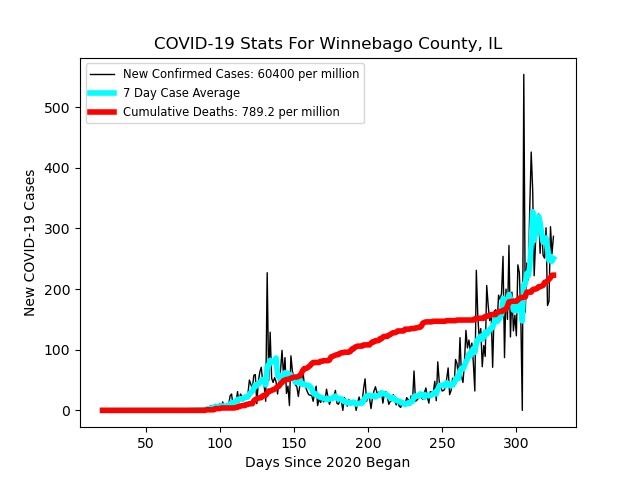 COVID-19 Stats For Winnebago County, IL
New Confirmed Cases: 60400 per million
7 Day Case Average
Cumulative Deaths: 789.2 per million
New COVID-19 Cases
500
400
300
200
100
0
50 100 150 200 250 300
Days Since 2020 Began